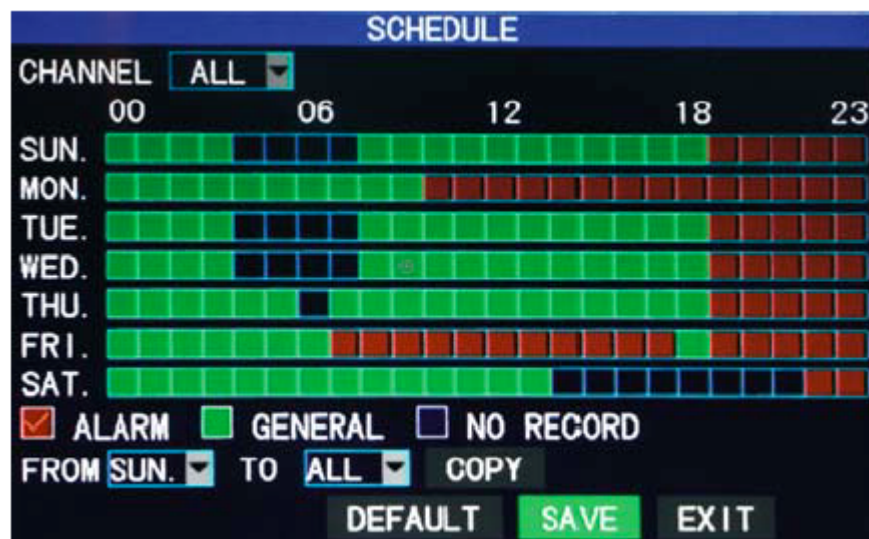 SCHEDULE
CHANNEL ALL
00 06 12 18 23
SUN.
MON.
TUE.
WED.
THU.
FRI.
SAT.
ALARM GENERAL NO RECORD
FROM SUN. TO ALL COPY
DEFAULT SAVE EXIT